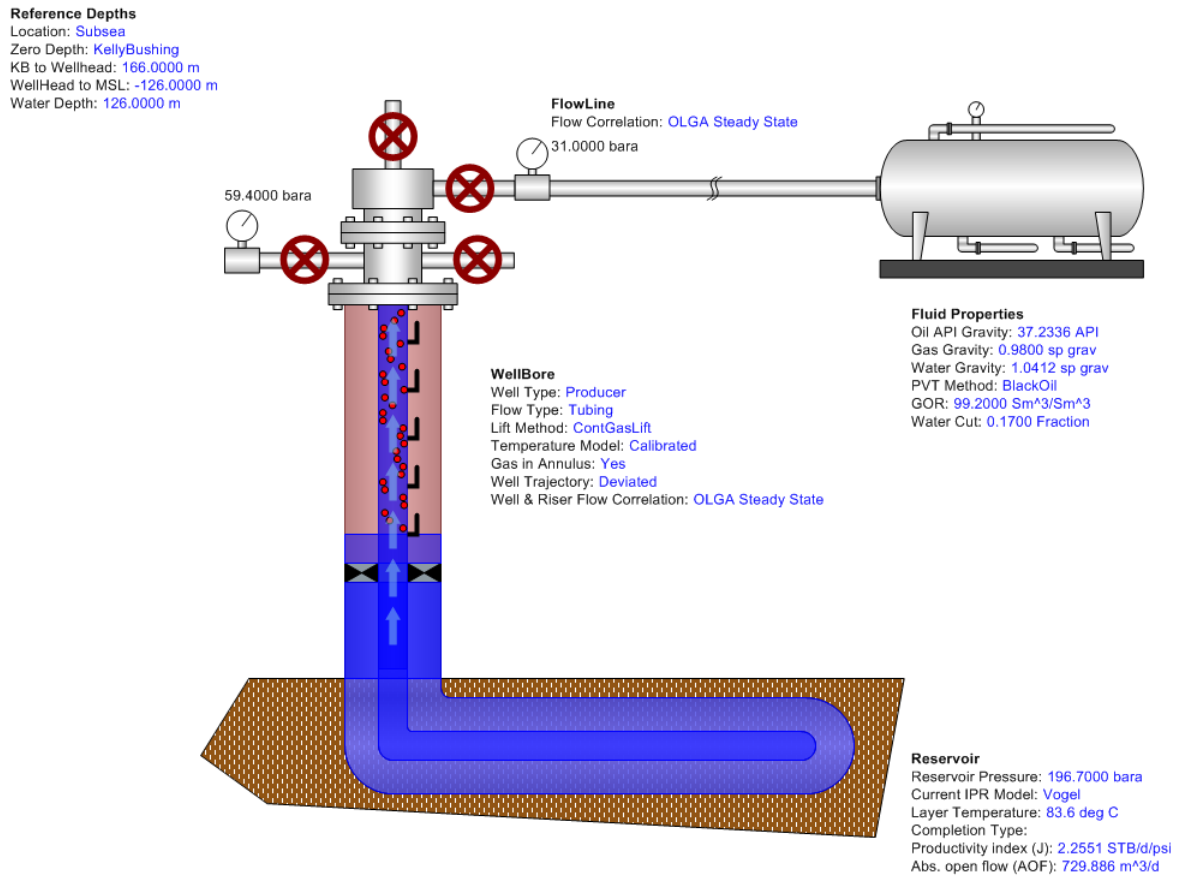 Reference Depths
Location: Subsea
Zero Depth: KellyBushing
KB to Wellhead: 166.0000 m
WellHead to MSL: -126.0000 m
Water Depth: 126.0000 m
FlowLine
Flow Correlation: OLGA Steady State
31.0000 bara
59.4000 bara
Fluid Properties
Oil API Gravity: 37.2336 API
Gas Gravity: 0.9800 sp grav
Water Gravity: 1.0412 sp grav
PVT Method: BlackOil
GOR: 99.2000 Sm^3/Sm^3
Water Cut: 0.1700 Fraction
WellBore
Well Type: Producer
Flow Type: Tubing
Lift Method: ContGasLift
Temperature Model: Calibrated
Gas in Annulus: Yes
Well Trajectory: Deviated
Well & Riser Flow Correlation: OLGA Steady State
Reservoir
Reservoir Pressure: 196.7000 bara
Current IPR Model: Vogel
Layer Temperature: 83.6 deg C
Completion Type:
Productivity index (J): 2.2551 STB/d/psi
Abs. open flow (AOF): 729.886 m^3/d